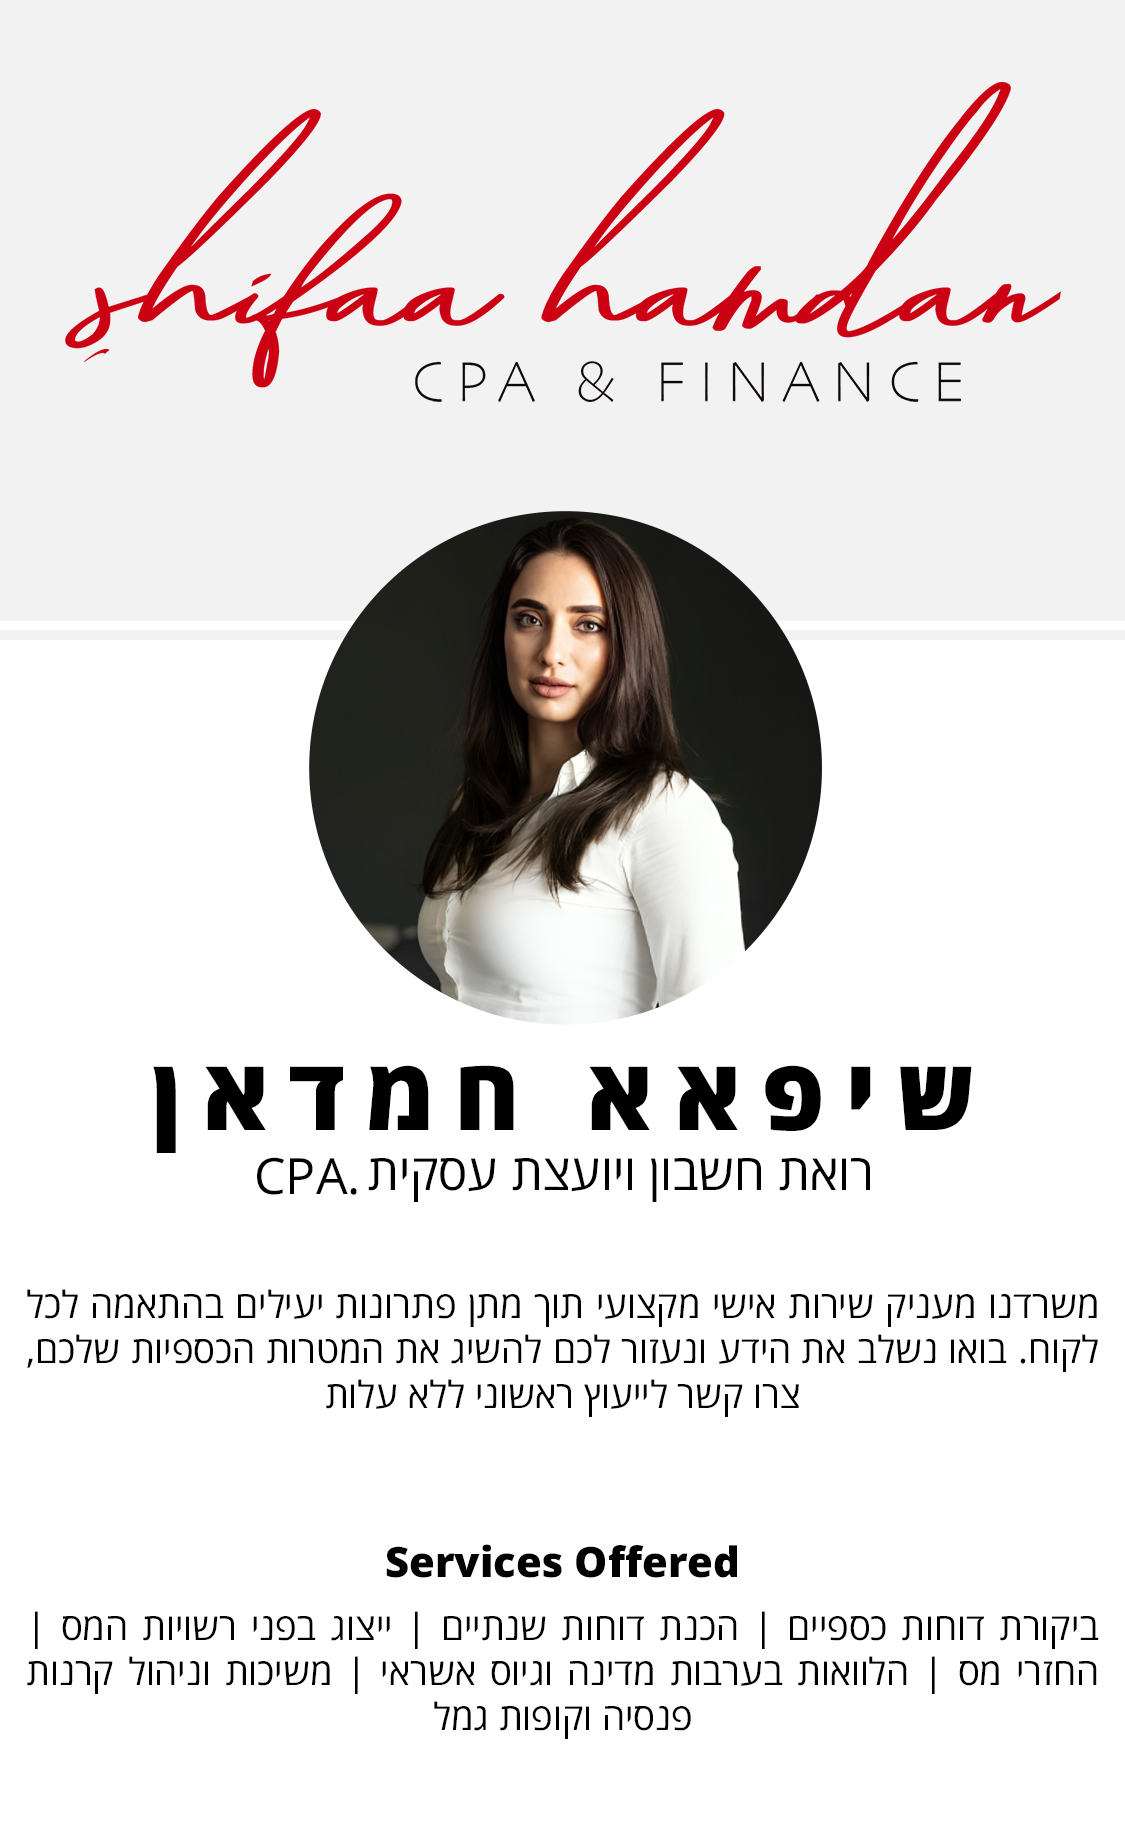 shifaa hamdan
CPA & FINANCE
שיפאא חמדאן
רואת חשבון ויועצת עסקית .CPA
משרדנו מעניק שירות אישי מקצועי תוך מתן פתרונות יעילים בהתאמה לכל
לקוח. בואו נשלב את הידע ונעזור לכם להשיג את המטרות הכספיות שלכם,
צרו קשר לייעוץ ראשוני ללא עלות
Services Offered
ביקורת דוחות כספיים | הכנת דוחות שנתיים | ייצוג בפני רשויות המס |
החזרי מס | הלוואות בערבות מדינה וגיוס אשראי | משיכות וניהול קרנות
פנסיה וקופות גמל